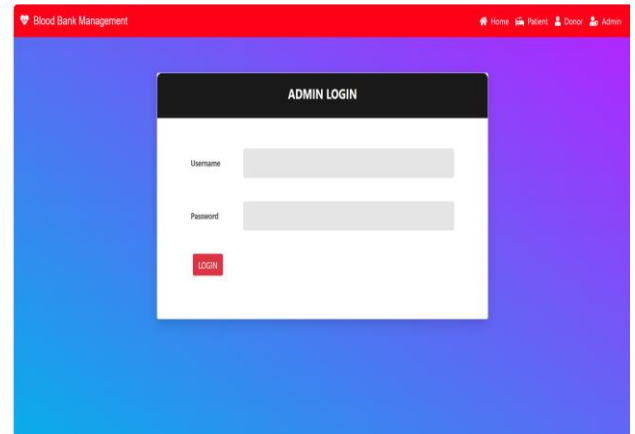 Blood Bank Management Home Patient Donor Admin
ADMIN LOGIN
Username
Password
LOGIN